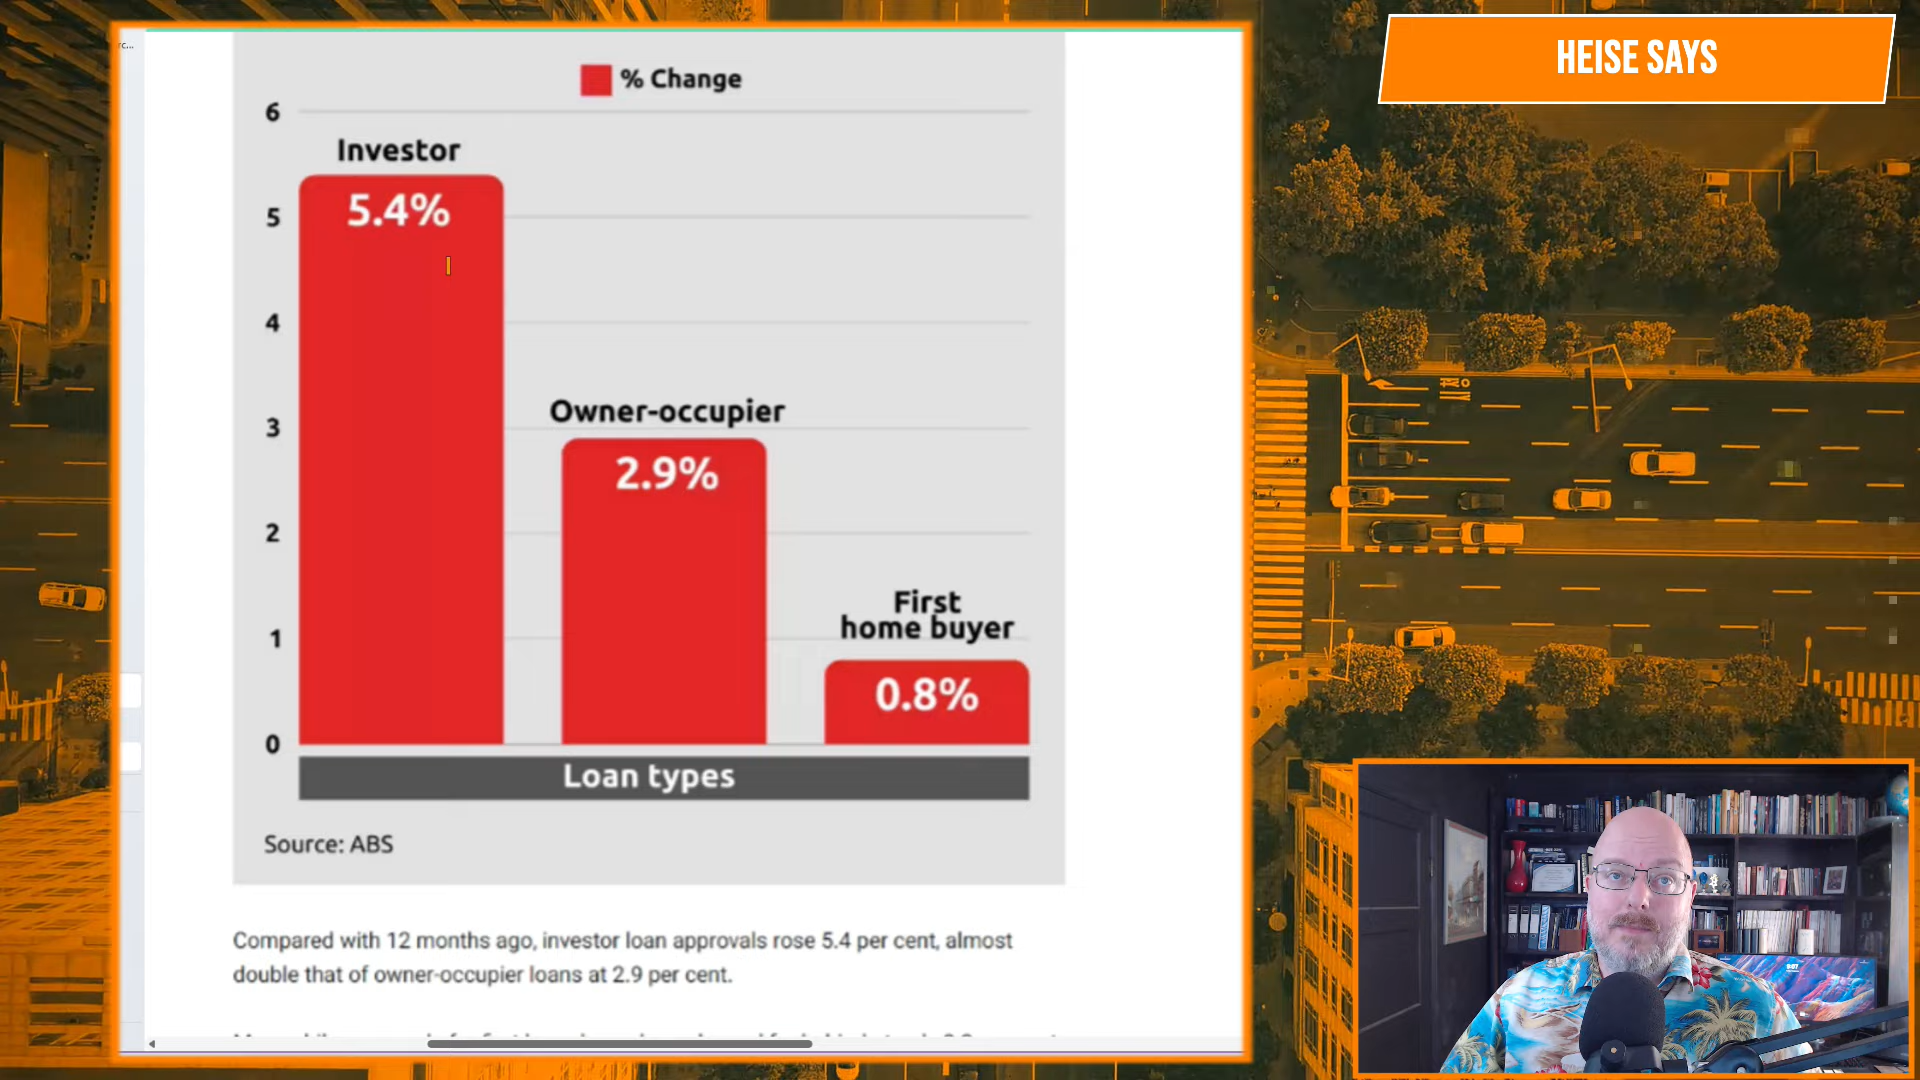 HEISE SAYS
% Change
6
Investor
5.4%
5
4
Owner-occupier
3
2.9%
2
First
home buyer
1
0.8%
0
Loan types
Source: ABS
Compared with 12 months ago, investor loan approvals rose 5.4 per cent, almost
double that of owner-occupier loans at 2.9 per cent.